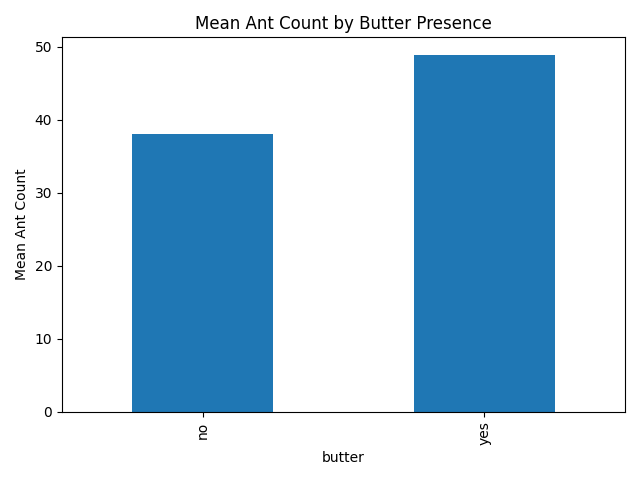 Mean Ant Count by Butter Presence
50
40
30
20
10
0
Mean Ant Count
no
yes
butter